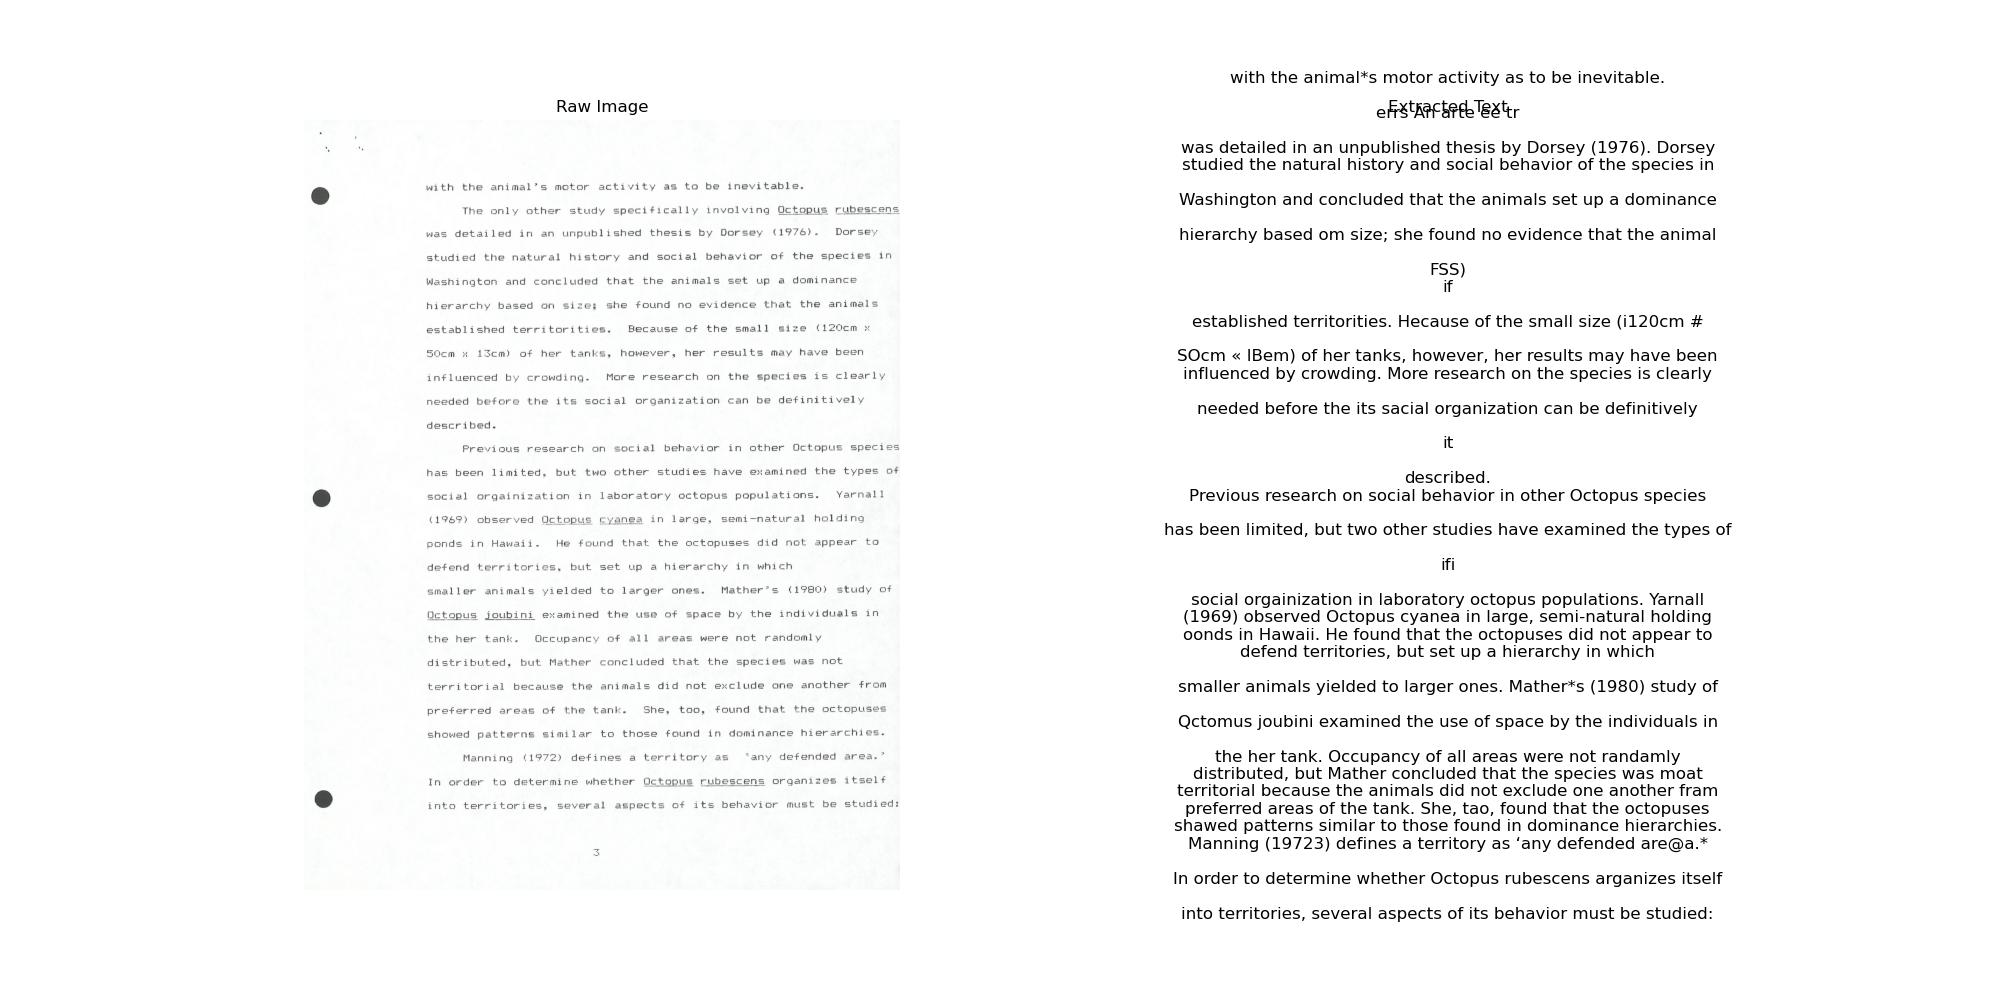 Raw Image
with the animal's motor activity as to be inevitable.
The only other study specifically involving Octopus rubescens
was detailed in an unpublished thesis by Dorsey (1976).  Dorsey
studied the natural history and social behavior of the species in
Washington and concluded that the animals set up a dominance
hierarchy based on size; she found no evidence that the animals
established territorities.  Because of the small size (120cm x
50cm x 13cm) of her tanks, however, her results may have been
influenced by crowding.  More research on the species is clearly
needed before the its social organization can be definitively
described.
Previous research on social behavior in other Octopus species
has been limited, but two other studies have examined the types of
social orgainization in laboratory octopus populations.  Yarnall
(1969) observed Octopus cyanea in large, semi-natural holding
ponds in Hawaii.  He found that the octopuses did not appear to
defend territories, but set up a hierarchy in which
smaller animals yielded to larger ones.  Mather's (1980) study of
Octopus joubini examined the use of space by the individuals in
the her tank.  Occupancy of all areas were not randomly
distributed, but Mather concluded that the species was not
territorial because the animals did not exclude one another from
preferred areas of the tank.  She, too, found that the octopuses
showed patterns similar to those found in dominance hierarchies.
Manning (1972) defines a territory as  'any defended area.'
In order to determine whether Octopus rubescens organizes itself
into territories, several aspects of its behavior must be studied:
3
with the animal*s motor activity as to be inevitable.
Extracted Text
errs An arte ee tr
was detailed in an unpublished thesis by Dorsey (1976). Dorsey
studied the natural history and social behavior of the species in
Washington and concluded that the animals set up a dominance
hierarchy based om size; she found no evidence that the animal
FSS)
if
established territorities. Hecause of the small size (i120cm #
SOcm « IBem) of her tanks, however, her results may have been
influenced by crowding. More research on the species is clearly
needed before the its sacial organization can be definitively
it
described.
Previous research on social behavior in other Octopus species
has been limited, but two other studies have examined the types of
ifi
social orgainization in laboratory octopus populations. Yarnall
(1969) observed Octopus cyanea in large, semi-natural holding
oonds in Hawaii. He found that the octopuses did not appear to
defend territories, but set up a hierarchy in which
smaller animals yielded to larger ones. Mather*s (1980) study of
Qctomus joubini examined the use of space by the individuals in
the her tank. Occupancy of all areas were not randamly
distributed, but Mather concluded that the species was moat
territorial because the animals did not exclude one another fram
preferred areas of the tank. She, tao, found that the octopuses
shawed patterns similar to those found in dominance hierarchies.
Manning (19723) defines a territory as ‘any defended are@a.*
In order to determine whether Octopus rubescens arganizes itself
into territories, several aspects of its behavior must be studied: